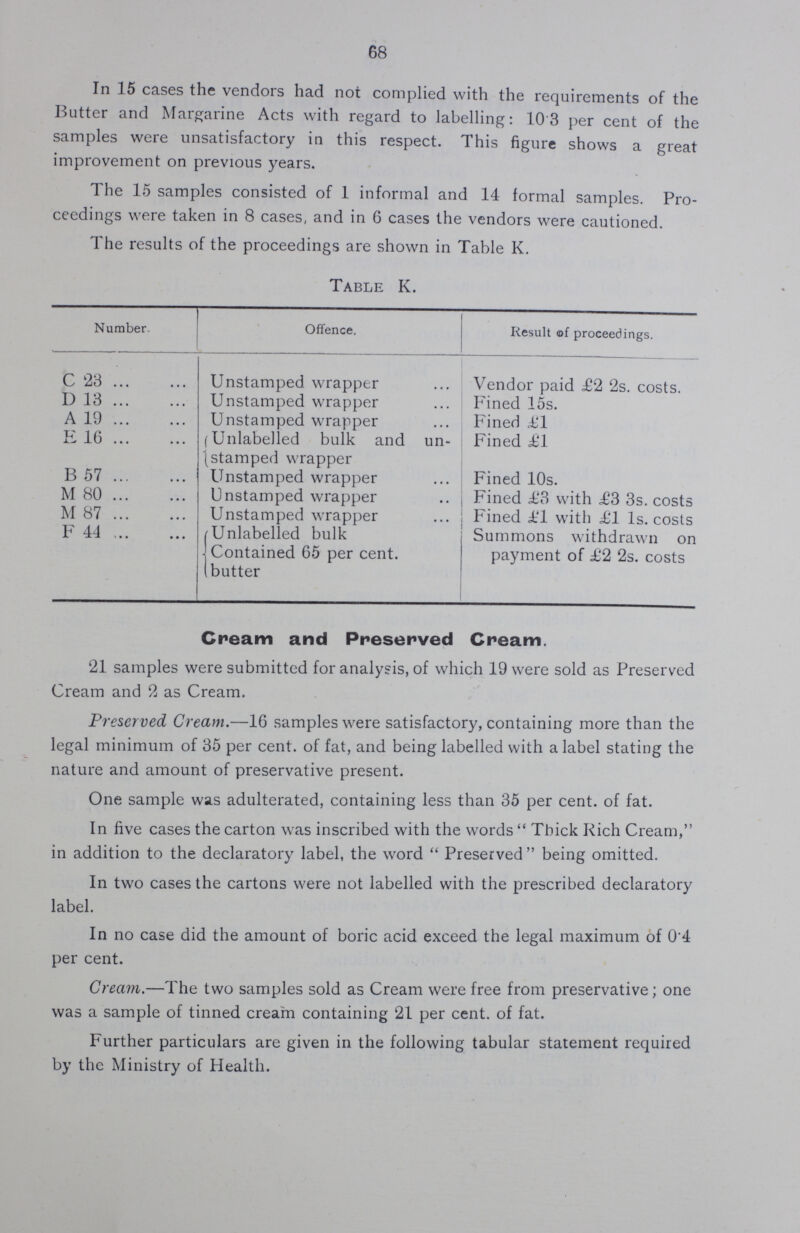 68
In 15 cases the vendors had not complied with the requirements of the
Butter and Margarine Acts with regard to labelling: 10·3 per cent of the
samples were unsatisfactory in this respect. This figure shows a great
improvement on previous years.
The 15 samples consisted of 1 informal and 14 formal samples. Pro-
ceedings were taken in 8 cases, and in 6 cases the vendors were cautioned.
The results of the proceedings are shown in Table K.
TABLE K.
Number. Offence. Result of proceedings.
C 23 ... ... Unstamped wrapper ... Vendor paid £2 2s. costs.
D 13 ... ... Unstamped wrapper ... Fined 15s.
A 19 ... ... Unstamped wrapper ... Fined £1
E 16 ... ... Unlabelled bulk and un- Fined £1
stamped wrapper
B 57 ... ... Unstamped wrapper ... Fined 10s.
M 80 ... ... Unstamped wrapper .. Fined £3 with £3 3s. costs
M 87 ... ... Unstamped wrapper ... Fined £1 with £1 1s. costs
F 44 ... ... Unlabelled bulk Summons withdrawn on
Contained 65 per cent. payment of £2 2s. costs
butter
Cream and Preserved Cream.
21 samples were submitted for analysis, of which 19 were sold as Preserved
Cream and 2 as Cream.
Preserved Cream.—16 samples were satisfactory, containing more than the
legal minimum of 35 per cent. of fat, and being labelled with a label stating the
nature and amount of preservative present.
One sample was adulterated, containing less than 35 per cent. of fat.
In five cases the carton was inscribed with the words " Thick Rich Cream,"
in addition to the declaratory label, the word " Preserved" being omitted.
In two cases the cartons were not labelled with the prescribed declaratory
label.
In no case did the amount of boric acid exceed the legal maximum of 0·4
per cent.
Cream.—The two samples sold as Cream were free from preservative; one
was a sample of tinned cream containing 21 per cent. of fat.
Further particulars are given in the following tabular statement required
by the Ministry of Health.